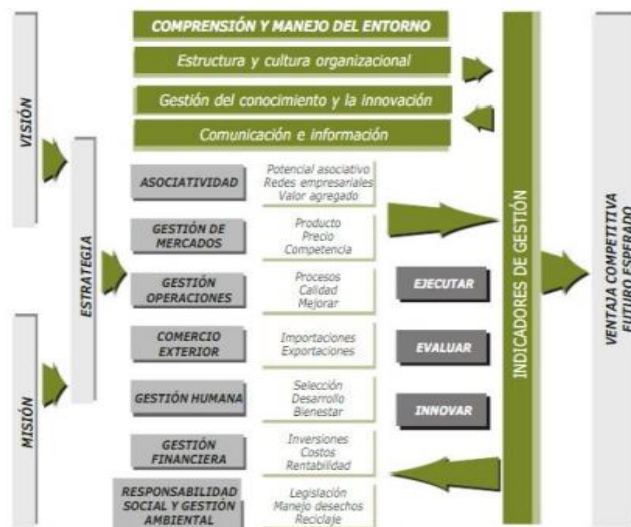 VISIÓN
MISIÓN
ESTRATEGIA
COMPRENSIÓN Y MANEJO DEL ENTORNO
Estructura y cultura organizacional
Gestión del conocimiento y la innovación
Comunicación e información
ASOCIATIVIDAD
Potencial asociativo
Redes empresariales
Valor agregado
GESTIÓN DE
MERCADOS
Producto
Precio
Competencia
GESTIÓN
OPERACIONES
Procesos
Calidad
Mejorar
COMERCIO
EXTERIOR
Importaciones
Exportaciones
GESTIÓN HUMANA
Selección
Desarrollo
Bienestar
GESTIÓN
FINANCIERA
Inversiones
Costos
Rentabilidad
RESPONSABILIDAD
SOCIAL Y GESTIÓN
AMBIENTAL
Legislación
Manejo desechos
Reciclaje
EJECUTAR
EVALUAR
INNOVAR
INDICADORES DE GESTIÓN
VENTAJA COMPETITIVA
FUTURO ESPERADO